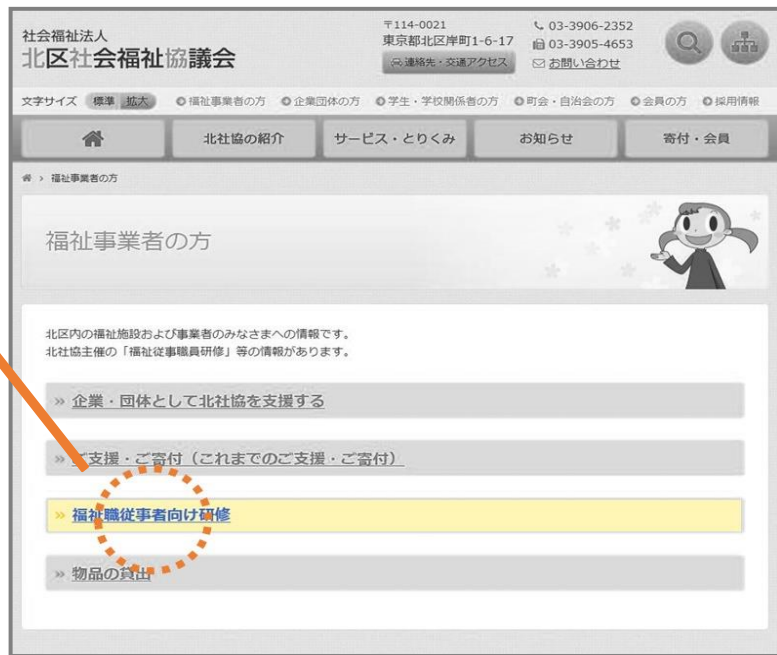 社会福祉法人
北区社会福祉協議会
〒114-0021
東京都北区岸町1-6-17
連絡先・交通アクセス
03-3906-2352
03-3905-4653
お問い合わせ
文字サイズ 標準 拡大 福祉事業者の方 企業団体の方 学生・学校関係者の方 町会・自治会の方 会員の方 採用情報
北社協の紹介 サービス・とりくみ お知らせ 寄付・会員
> 福祉事業者の方
福祉事業者の方
北区内の福祉施設および事業者のみなさまへの情報です。
北社協主催の「福祉従事職員研修」等の情報があります。
» 企業・団体として北社協を支援する
» ご支援・ご寄付（これまでのご支援・ご寄付）
» 福祉職従事者向け研修
» 物品の貸出